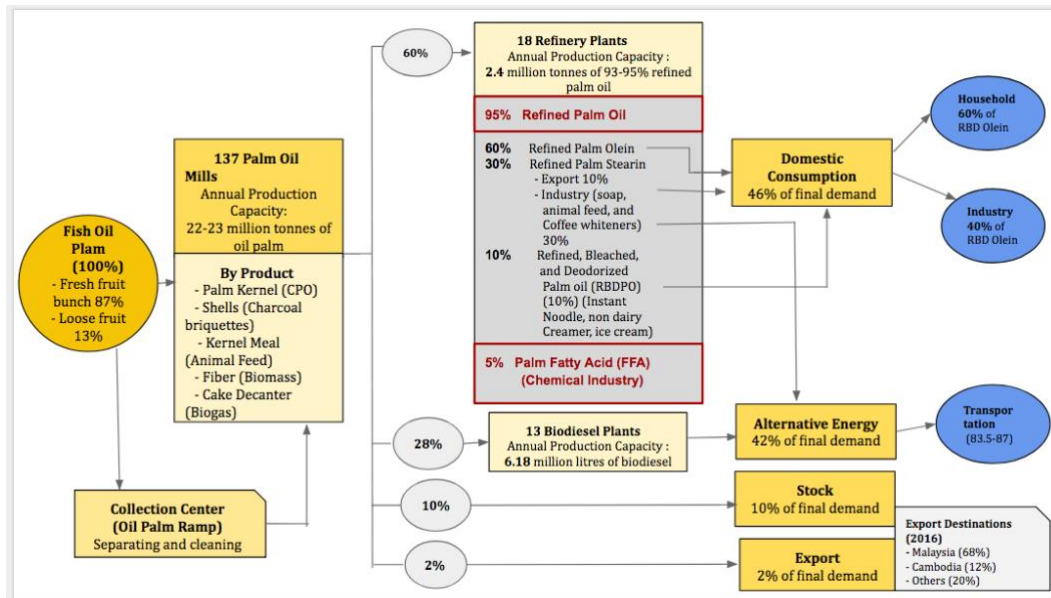 Fish Oil
Plam
(100%)
- Fresh fruit
bunch 87%
- Loose fruit
13%
Collection Center
(Oil Palm Ramp)
Separating and cleaning
137 Palm Oil
Mills
Annual Production
Capacity:
22-23 million tonnes of
oil palm
By Product
- Palm Kernel (CPO)
- Shells (Charcoal
briquettes)
- Kernel Meal
(Animal Feed)
- Fiber (Biomass)
- Cake Decanter
(Biogas)
60%
28%
10%
2%
18 Refinery Plants
Annual Production Capacity :
2.4 million tonnes of 93-95% refined
palm oil
95% Refined Palm Oil
60% Refined Palm Olein
30% Refined Palm Stearin
- Export 10%
- Industry (soap,
animal feed, and
Coffee whiteners)
30%
10% Refined, Bleached,
and Deodorized
Palm oil (RBDPO)
(10%) (Instant
Noodle, non dairy
Creamer, ice cream)
5% Palm Fatty Acid (FFA)
(Chemical Industry)
13 Biodiesel Plants
Annual Production Capacity :
6.18 million litres of biodiesel
Domestic
Consumption
46% of final demand
Alternative Energy
42% of final demand
Stock
10% of final demand
Export
2% of final demand
Household
60% of
RBD Olein
Industry
40% of
RBD Olein
Transpor
tation
(83.5-87)
Export Destinations
(2016)
- Malaysia (68%)
- Cambodia (12%)
- Others (20%)